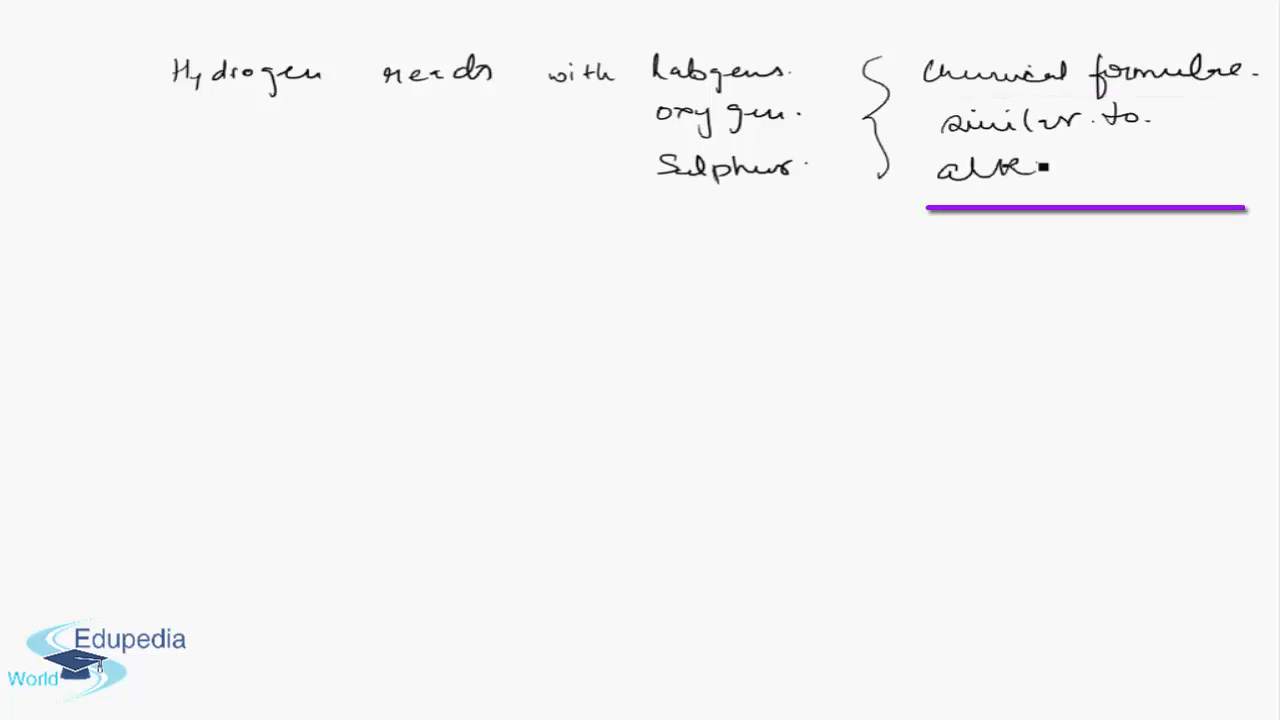 Hydrogen reacts with halogens. { Chemical formulae.
oxygen. similar to.
Sulphur. alk
Edupedia
World